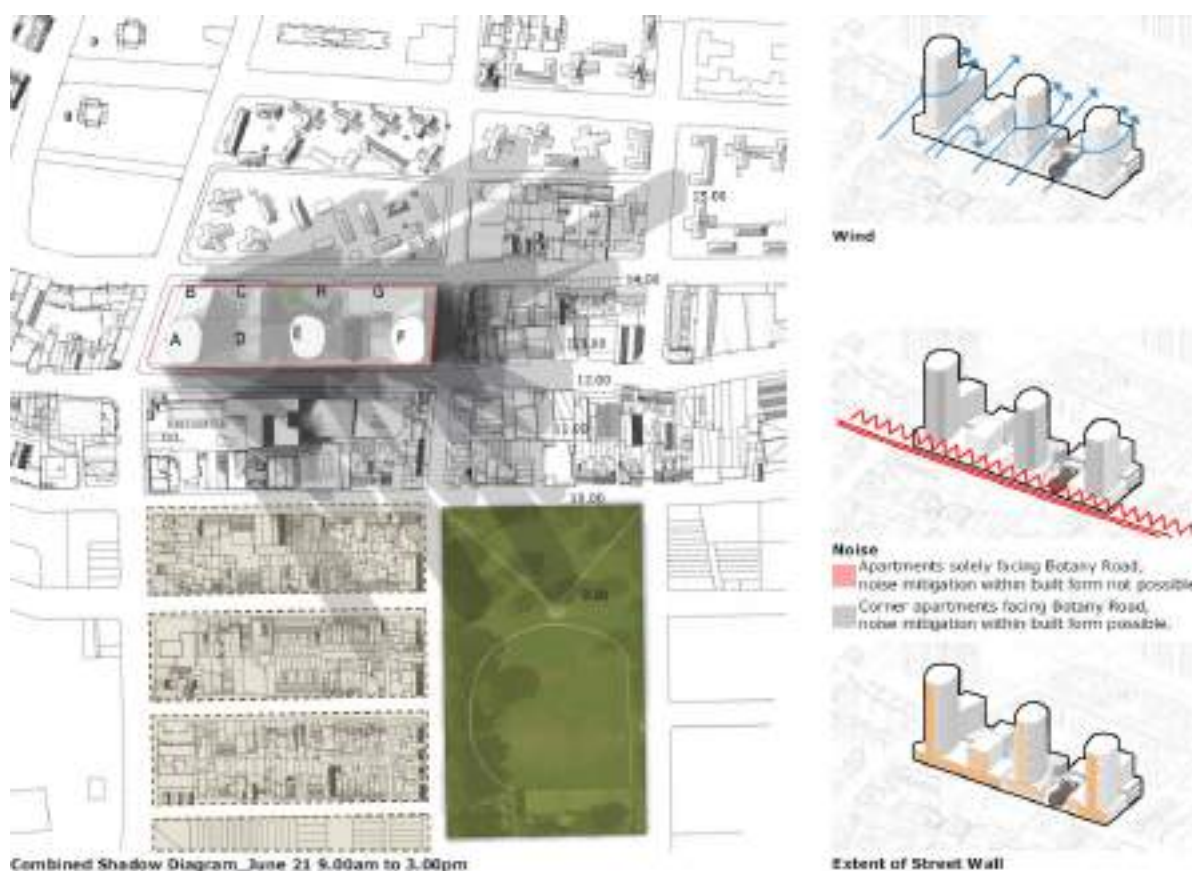 B
C
H
G
A
D
E
F
15.00
14.00
13.00
12.00
11.00
10.00
9.00
Combined Shadow Diagram_June 21 9.00am to 3.00pm
Wind
Noise
Apartments solely facing Botany Road,
noise mitigation within built form not possible
Corner apartments facing Botany Road,
noise mitigation within built form possible.
Extent of Street Wall